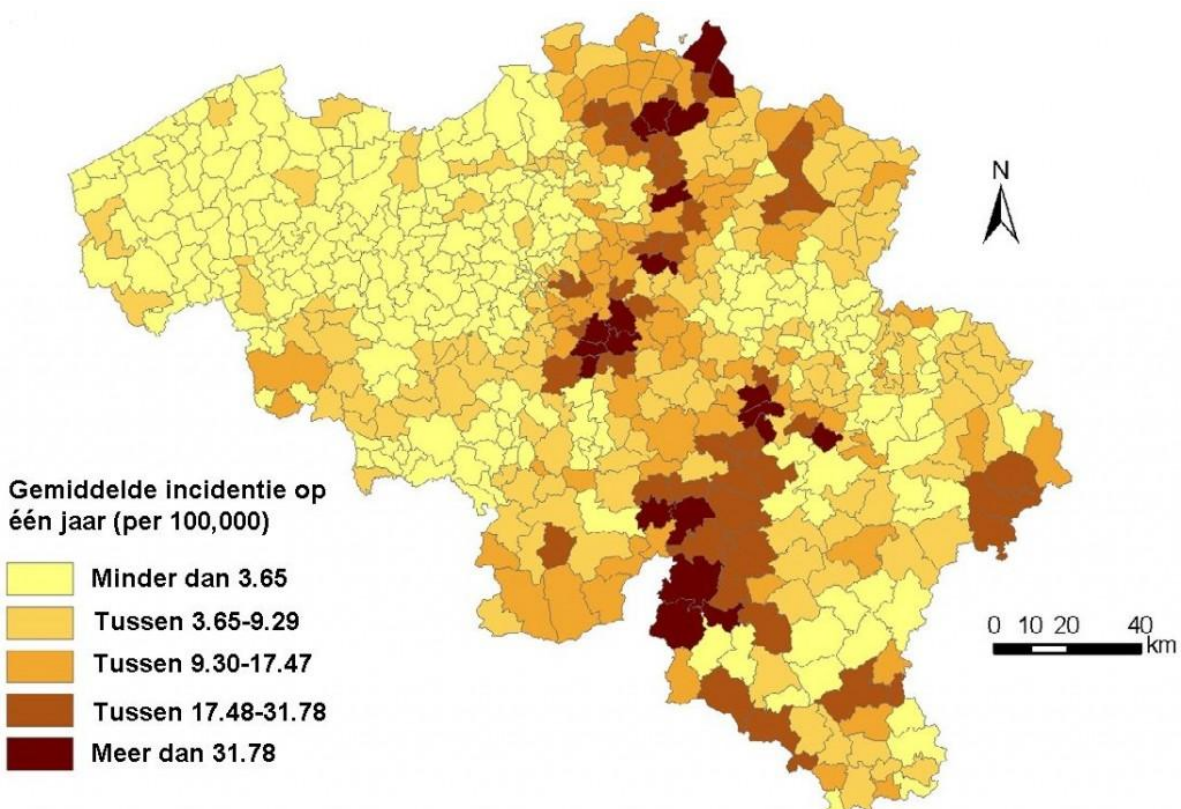 N
Gemiddelde incidentie op
één jaar (per 100,000)
Minder dan 3.65
Tussen 3.65-9.29
Tussen 9.30-17.47
Tussen 17.48-31.78
Meer dan 31.78
0 10 20 40
km